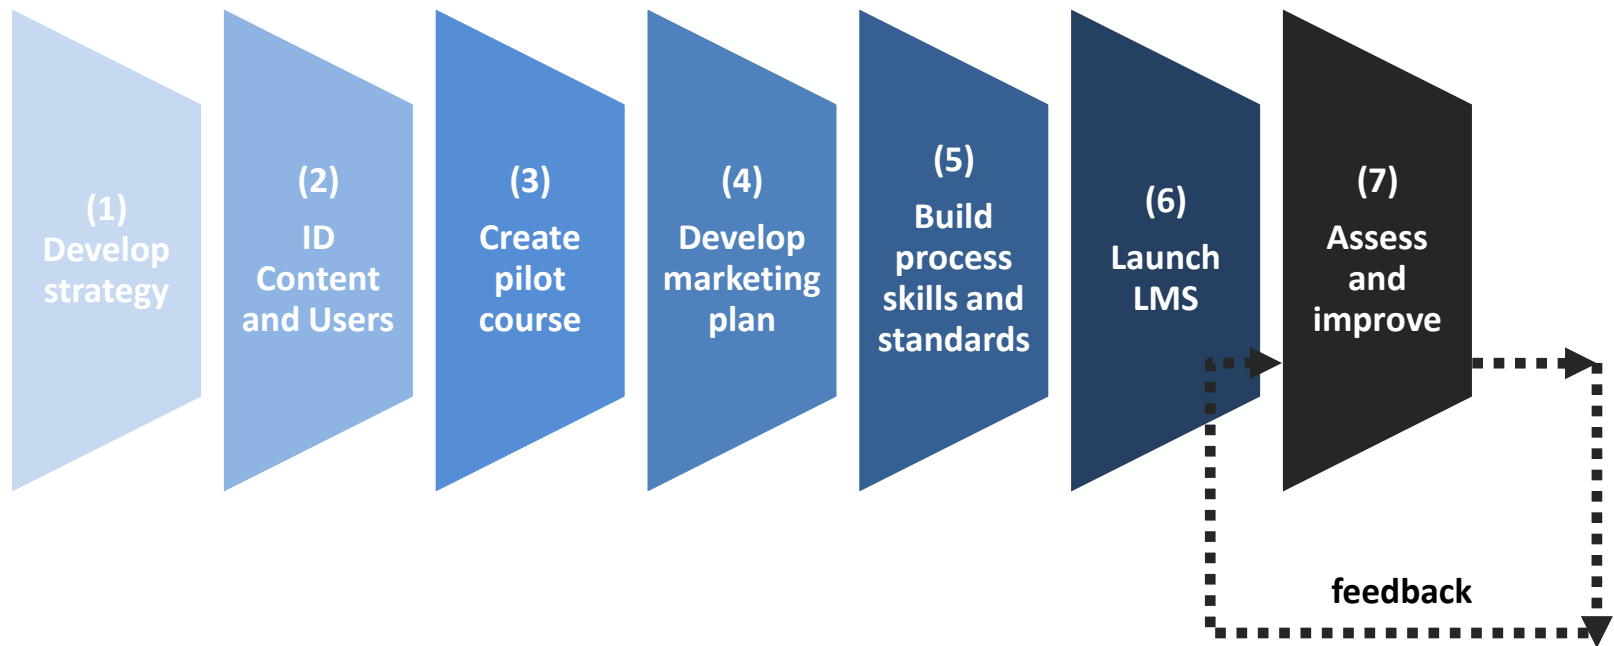 (1)
Develop
strategy
(2)
ID
Content
and Users
(3)
Create
pilot
course
(4)
Develop
marketing
plan
(5)
Build
process
skills and
standards
(6)
Launch
LMS
(7)
Assess
and
improve
feedback